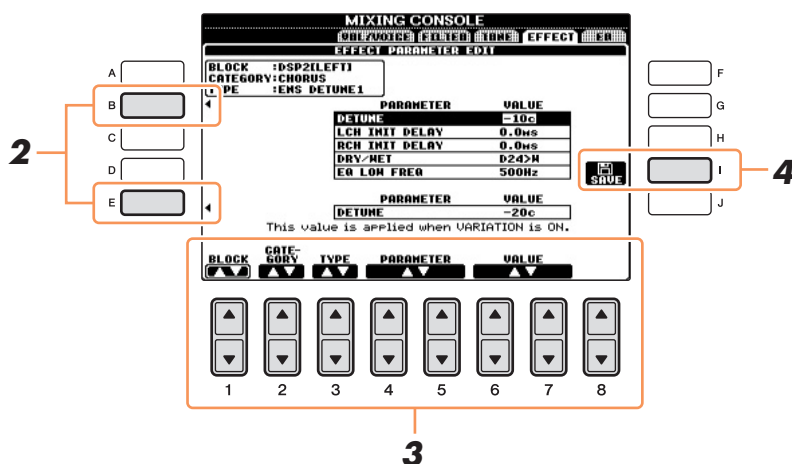 MIXING CONSOLE
VOL/VOICE FILTER TUNE EFFECT EQ
EFFECT PARAMETER EDIT
BLOCK :DSP2[LEFT]
CATEGORY:CHORUS
TYPE :ENS DETUNE1
PARAMETER VALUE
DETUNE -10c
LCH INIT DELAY 0.0ms
RCH INIT DELAY 0.0ms
DRY/WET D24>W
EQ LOW FREQ 500Hz
SAVE
PARAMETER VALUE
DETUNE -20c
This value is applied when VARIATION is ON.
BLOCK CATE-GORY TYPE PARAMETER VALUE
A
B
C
D
E
F
G
H
I
J
2
4
1 2 3 4 5 6 7 8
3